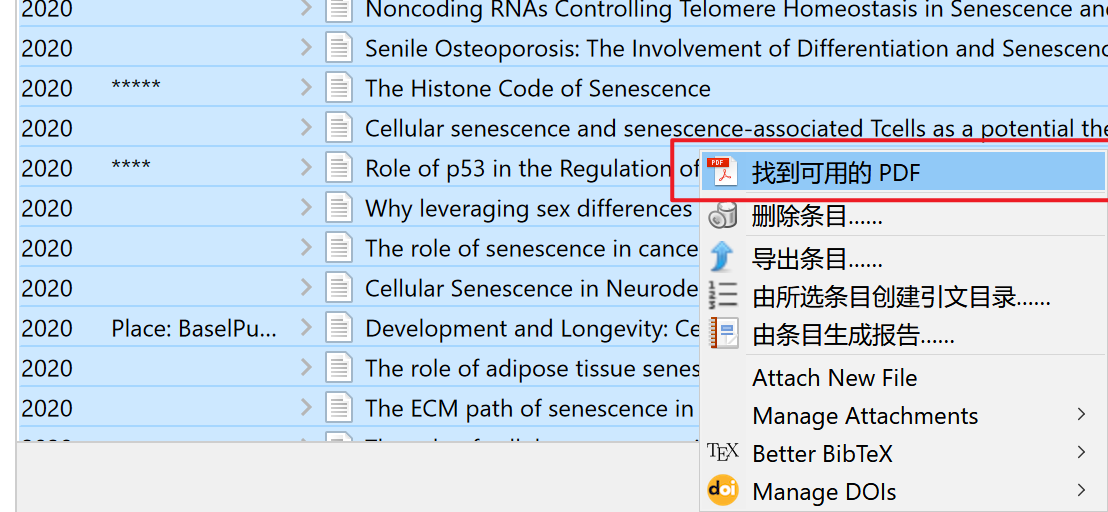 2020 Noncoding RNAs Controlling Telomere Homeostasis in Senescence and
2020 Senile Osteoporosis: The Involvement of Differentiation and Senescenc
2020 ***** The Histone Code of Senescence
2020 Cellular senescence and senescence-associated Tcells as a potential the
2020 **** Role of p53 in the Regulation of
PDF 找到可用的 PDF
2020 Why leveraging sex differences
删除条目......
2020 The role of senescence in cance
导出条目......
2020 Cellular Senescence in Neurode
由所选条目创建引文目录......
2020 Place: BaselPu... Development and Longevity: Ce
由条目生成报告......
2020 The role of adipose tissue senes
Attach New File
2020 The ECM path of senescence in
Manage Attachments
TEX Better BibTeX
doi Manage DOIs